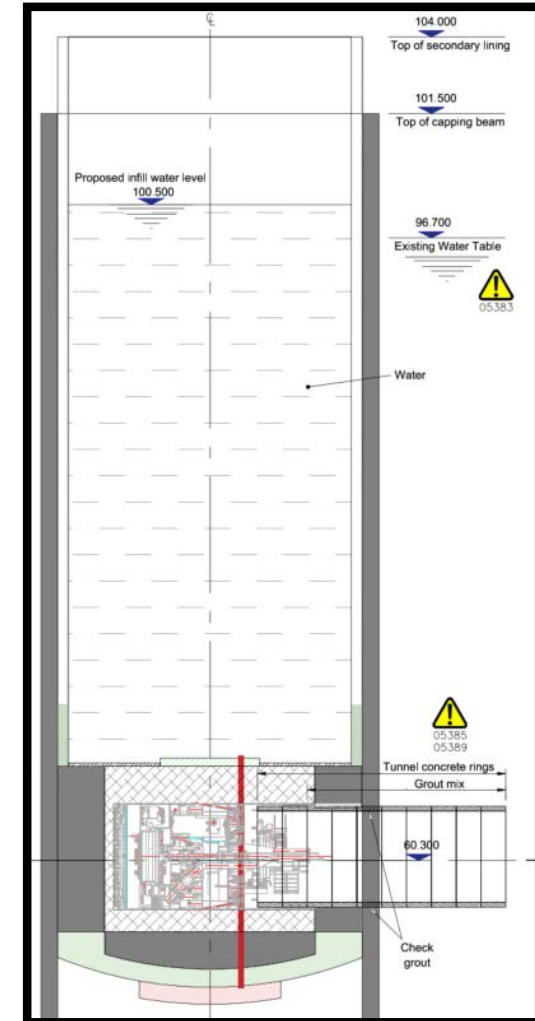 ℄
104.000
Top of secondary lining
101.500
Top of capping beam
Proposed infill water level
100.500
96.700
Existing Water Table
05383
Water
05385
05389
Tunnel concrete rings
Grout mix
60.300
Check
grout